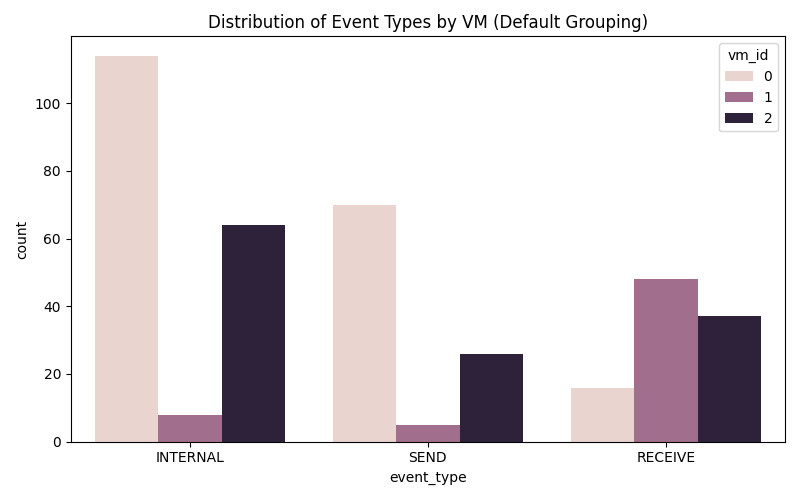 Distribution of Event Types by VM (Default Grouping)
vm_id
0
1
2
100
80
60
40
20
0
count
INTERNAL
SEND
RECEIVE
event_type